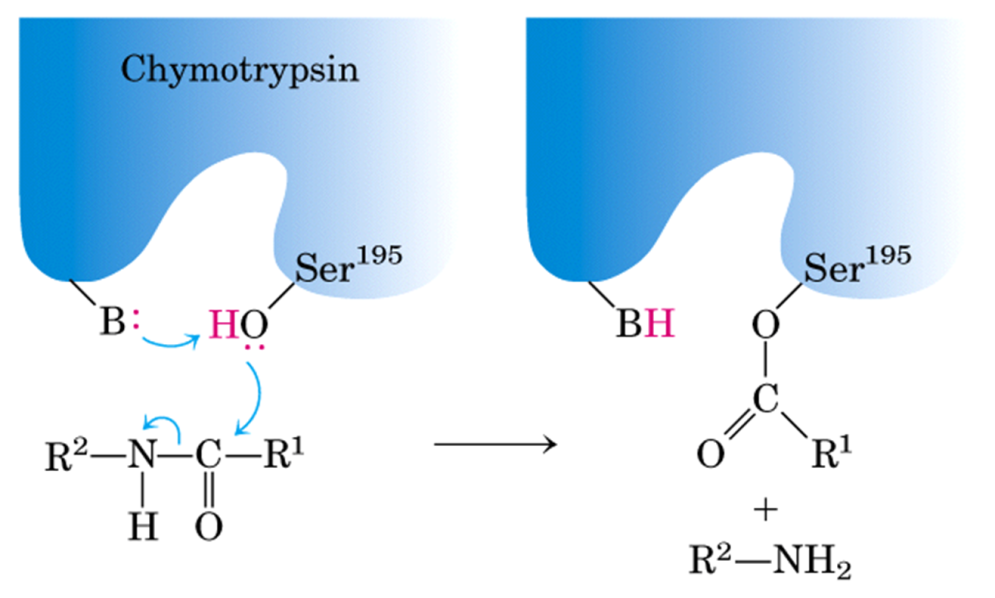 Chymotrypsin
Ser¹⁹⁵
B:
HO
R²—N—C—R¹
H
O
Ser¹⁹⁵
BH
O
C
O
R¹
+
R²—NH₂